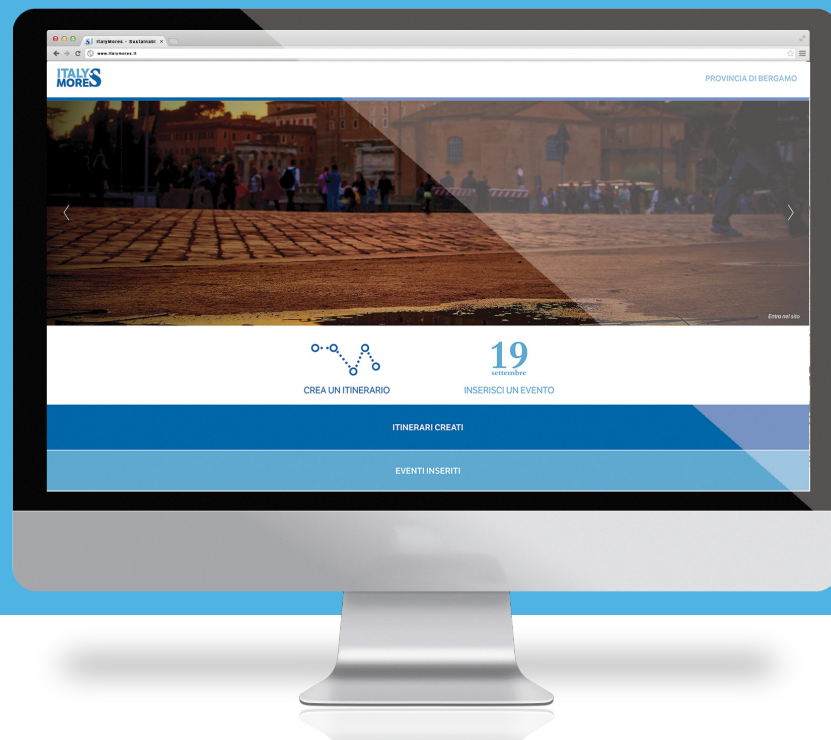 ItalyMores - Sustainabl
www.italymores.it
ITALY
MORES
PROVINCIA DI BERGAMO
Entra nel sito
19
settembre
CREA UN ITINERARIO
INSERISCI UN EVENTO
ITINERARI CREATI
EVENTI INSERITI